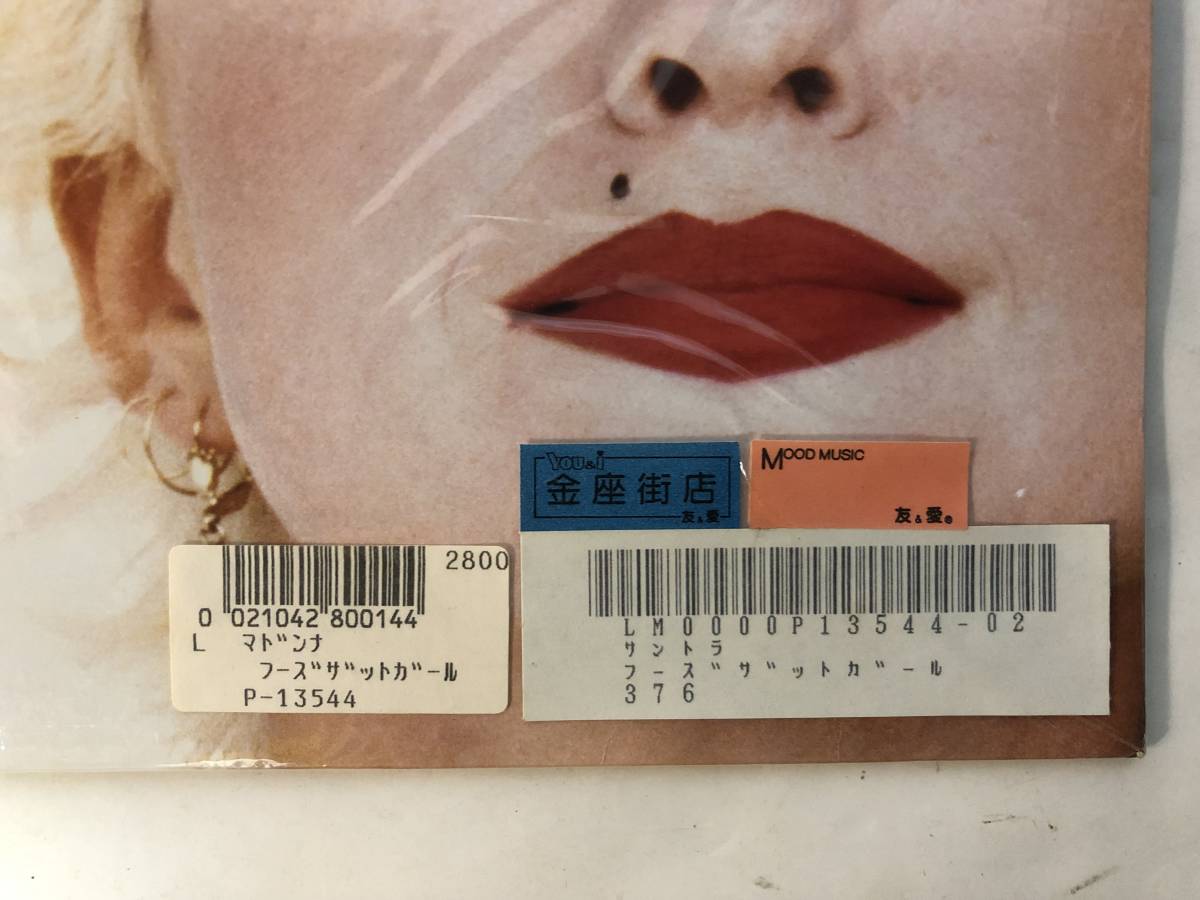 You&i
金座街店
友&愛
MOOD MUSIC
友&愛®
2800
0 021042 800144
L マドンナ
フーズザットガール
P-13544
LM0000P13544-02
サントラ
フーズザットガール
376